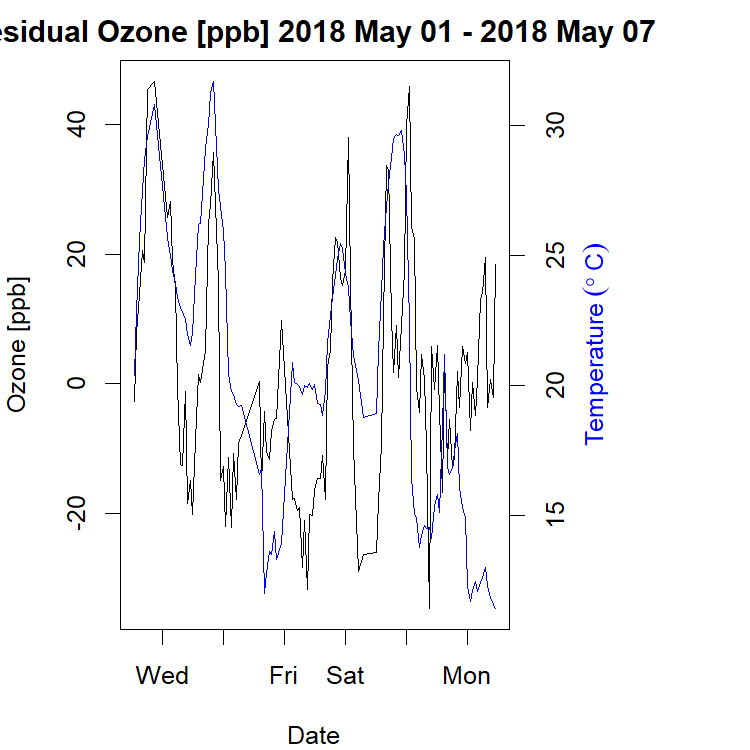 esidual Ozone [ppb] 2018 May 01 - 2018 May 07
40
20
0
-20
Ozone [ppb]
30
25
20
15
Temperature (° C)
Wed Fri Sat Mon
Date